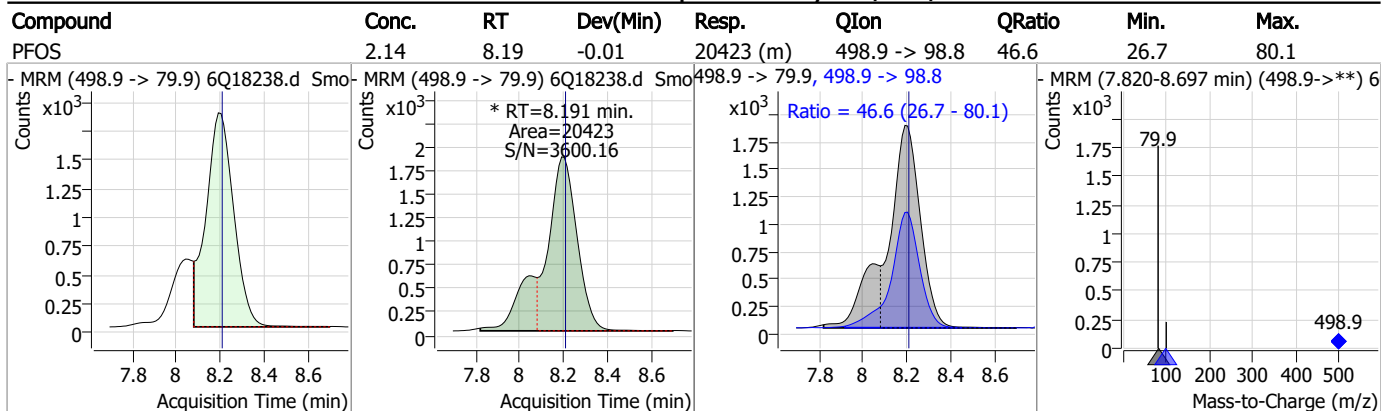 Compound Conc. RT Dev(Min) Resp. QIon QRatio Min. Max.
PFOS 2.14 8.19 -0.01 20423 (m) 498.9 -> 98.8 46.6 26.7 80.1
- MRM (498.9 -> 79.9) 6Q18238.d Smo
Counts
x10³
1.5
1.25
1
0.75
0.5
0.25
0
7.8 8 8.2 8.4 8.6
Acquisition Time (min)
- MRM (498.9 -> 79.9) 6Q18238.d Smo
Counts
x10³
* RT=8.191 min.
Area=20423
S/N=3600.16
2
1.75
1.5
1.25
1
0.75
0.5
0.25
0
7.8 8 8.2 8.4 8.6
Acquisition Time (min)
498.9 -> 79.9, 498.9 -> 98.8
Counts
x10³
Ratio = 46.6 (26.7 - 80.1)
1.75
1.5
1.25
1
0.75
0.5
0.25
0
7.8 8 8.2 8.4 8.6
Acquisition Time (min)
- MRM (7.820-8.697 min) (498.9->**) 6
Counts
x10³
79.9
1.75
1.5
1.25
1
0.75
0.5
0.25
498.9
0
100 200 300 400 500
Mass-to-Charge (m/z)